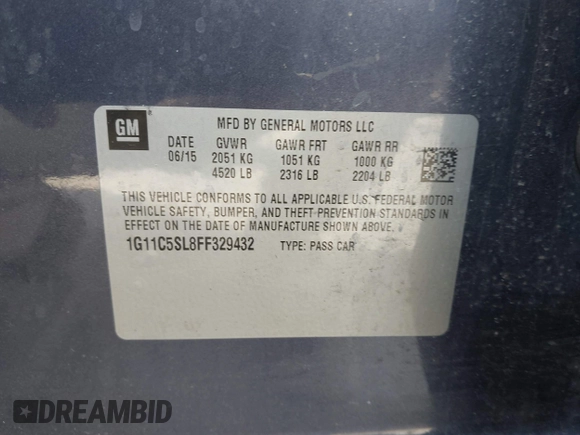 GM
MFD BY GENERAL MOTORS LLC
DATE GVWR GAWR FRT GAWR RR
06/15 2051 KG 1051 KG 1000 KG
4520 LB 2316 LB 2204 LB
THIS VEHICLE CONFORMS TO ALL APPLICABLE U.S. FEDERAL MOTOR
VEHICLE SAFETY, BUMPER, AND THEFT PREVENTION STANDARDS IN
EFFECT ON THE DATE OF MANUFACTURE SHOWN ABOVE.
1G11C5SL8FF329432 TYPE: PASS CAR
DREAMBID